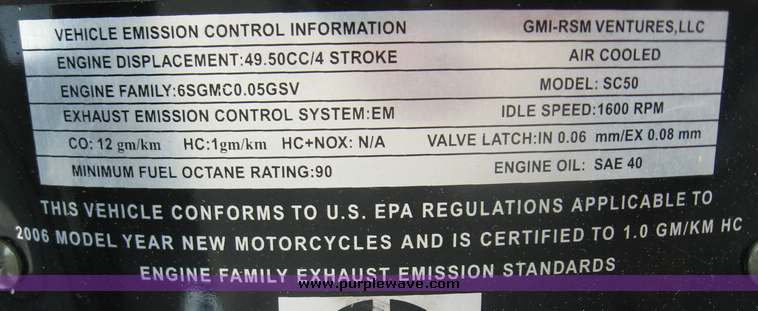 VEHICLE EMISSION CONTROL INFORMATION GMI-RSM VENTURES,LLC
ENGINE DISPLACEMENT:49.50CC/4 STROKE AIR COOLED
ENGINE FAMILY:6SGMC0.05GSV MODEL: SC50
EXHAUST EMISSION CONTROL SYSTEM:EM IDLE SPEED:1600 RPM
CO: 12 gm/km HC:1gm/km HC+NOX: N/A VALVE LATCH:IN 0.06 mm/EX 0.08 mm
MINIMUM FUEL OCTANE RATING:90 ENGINE OIL: SAE 40
THIS VEHICLE CONFORMS TO U.S. EPA REGULATIONS APPLICABLE TO
2006 MODEL YEAR NEW MOTORCYCLES AND IS CERTIFIED TO 1.0 GM/KM HC
ENGINE FAMILY EXHAUST EMISSION STANDARDS
www.purplewave.com